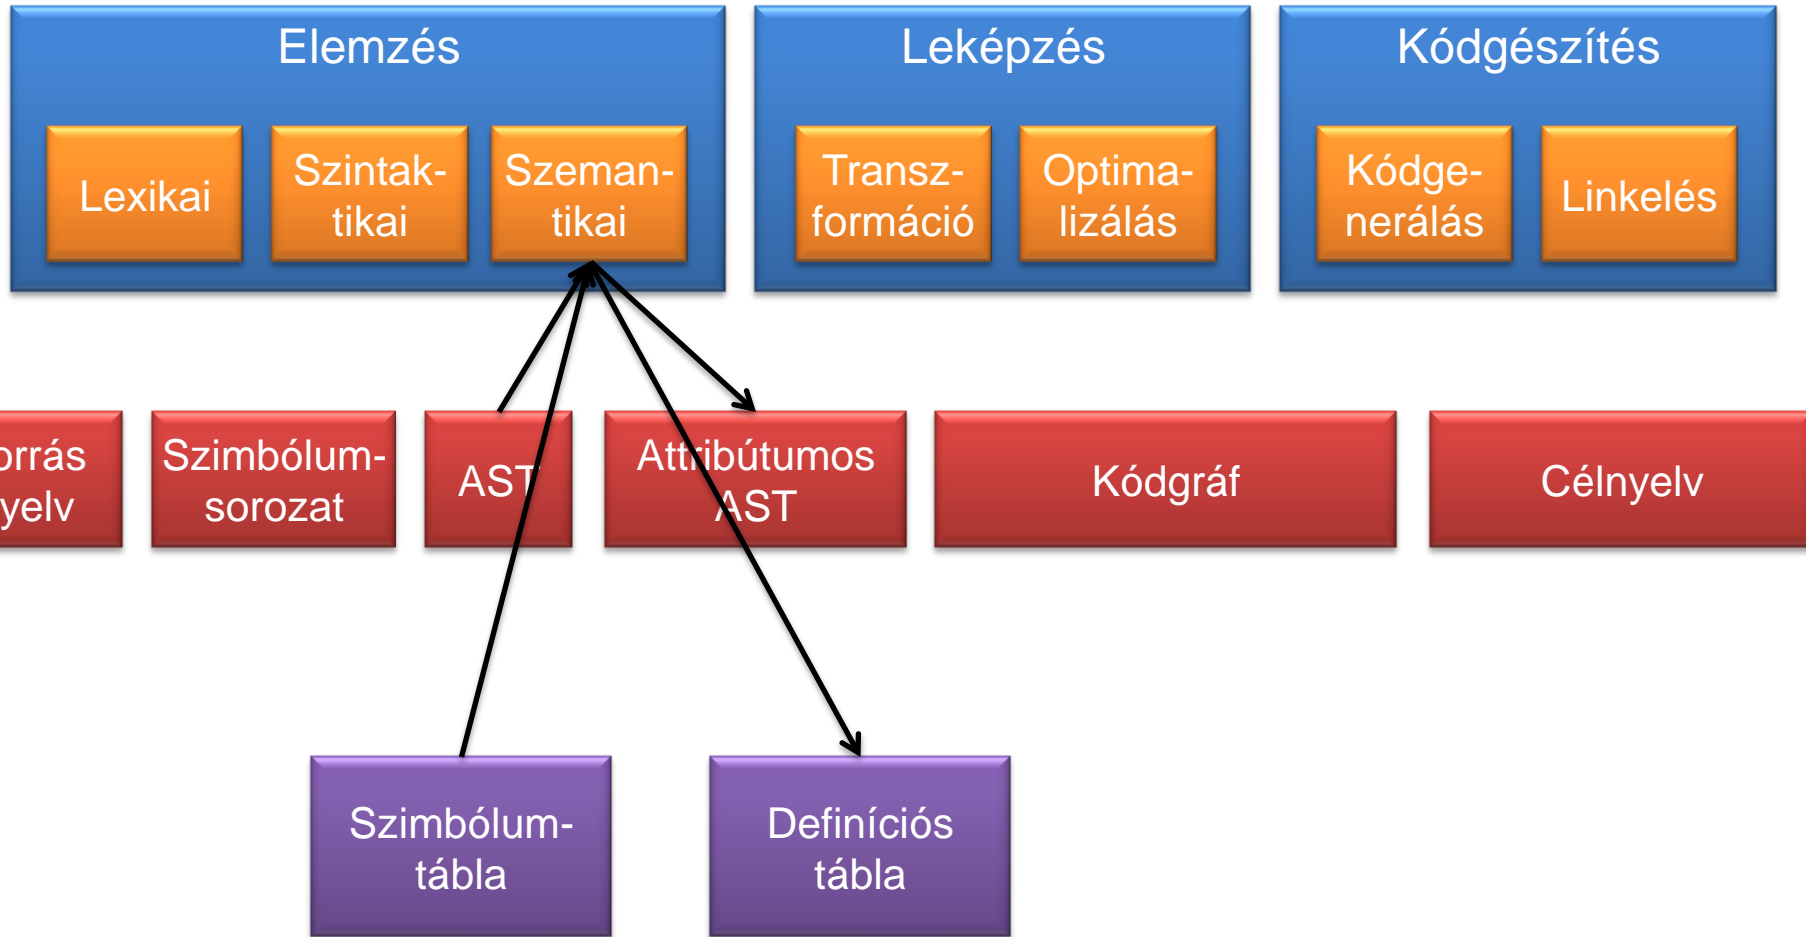 Elemzés
Leképzés
Kódgészítés
Lexikai
Szintak-
tikai
Szeman-
tikai
Transz-
formáció
Optima-
lizálás
Kódge-
nerálás
Linkelés
orrás
yelv
Szimbólum-
sorozat
AST
Attribútumos
AST
Kódgráf
Célnyelv
Szimbólum-
tábla
Definíciós
tábla